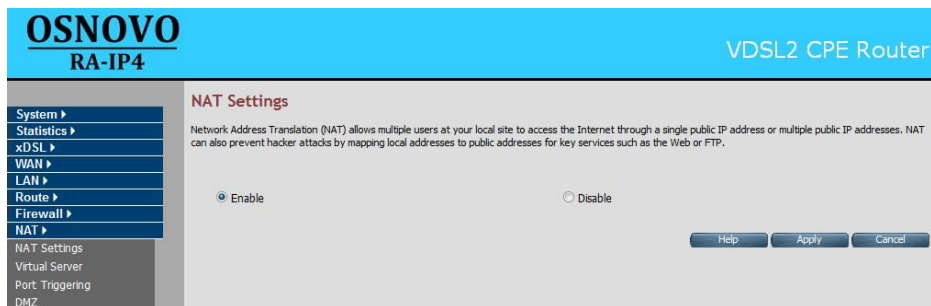 OSNOVO
RA-IP4
VDSL2 CPE Router
System
Statistics
xDSL
WAN
LAN
Route
Firewall
NAT
NAT Settings
Virtual Server
Port Triggering
DMZ
NAT Settings
Network Address Translation (NAT) allows multiple users at your local site to access the Internet through a single public IP address or multiple public IP addresses. NAT
can also prevent hacker attacks by mapping local addresses to public addresses for key services such as the Web or FTP.
Enable Disable
Help Apply Cancel